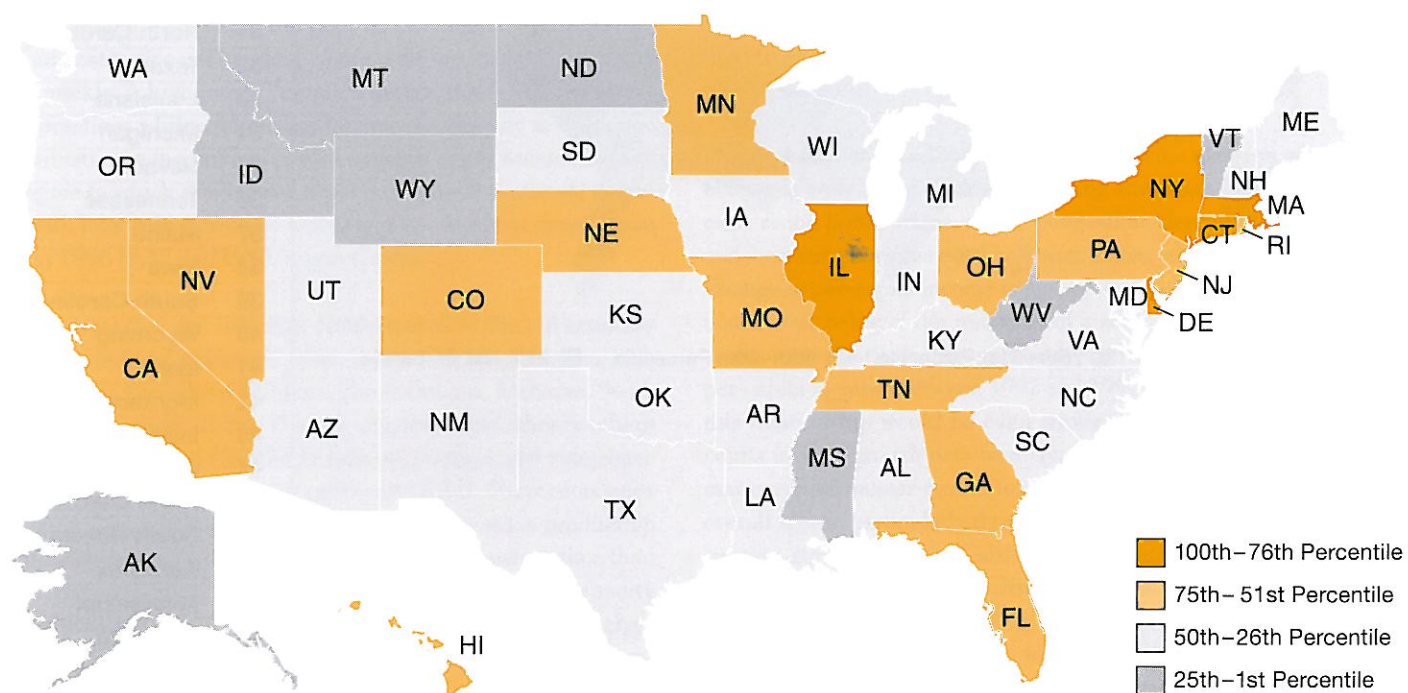 WA
MT
ND
MN
VT
ME
OR
ID
WY
SD
WI
MI
NY
NH
MA
CT
RI
NV
UT
CO
NE
IA
IL
IN
OH
PA
NJ
MD
DE
CA
KS
MO
KY
WV
VA
AZ
NM
OK
AR
TN
NC
SC
TX
LA
MS
AL
GA
AK
HI
FL
100th–76th Percentile
75th–51st Percentile
50th–26th Percentile
25th–1st Percentile